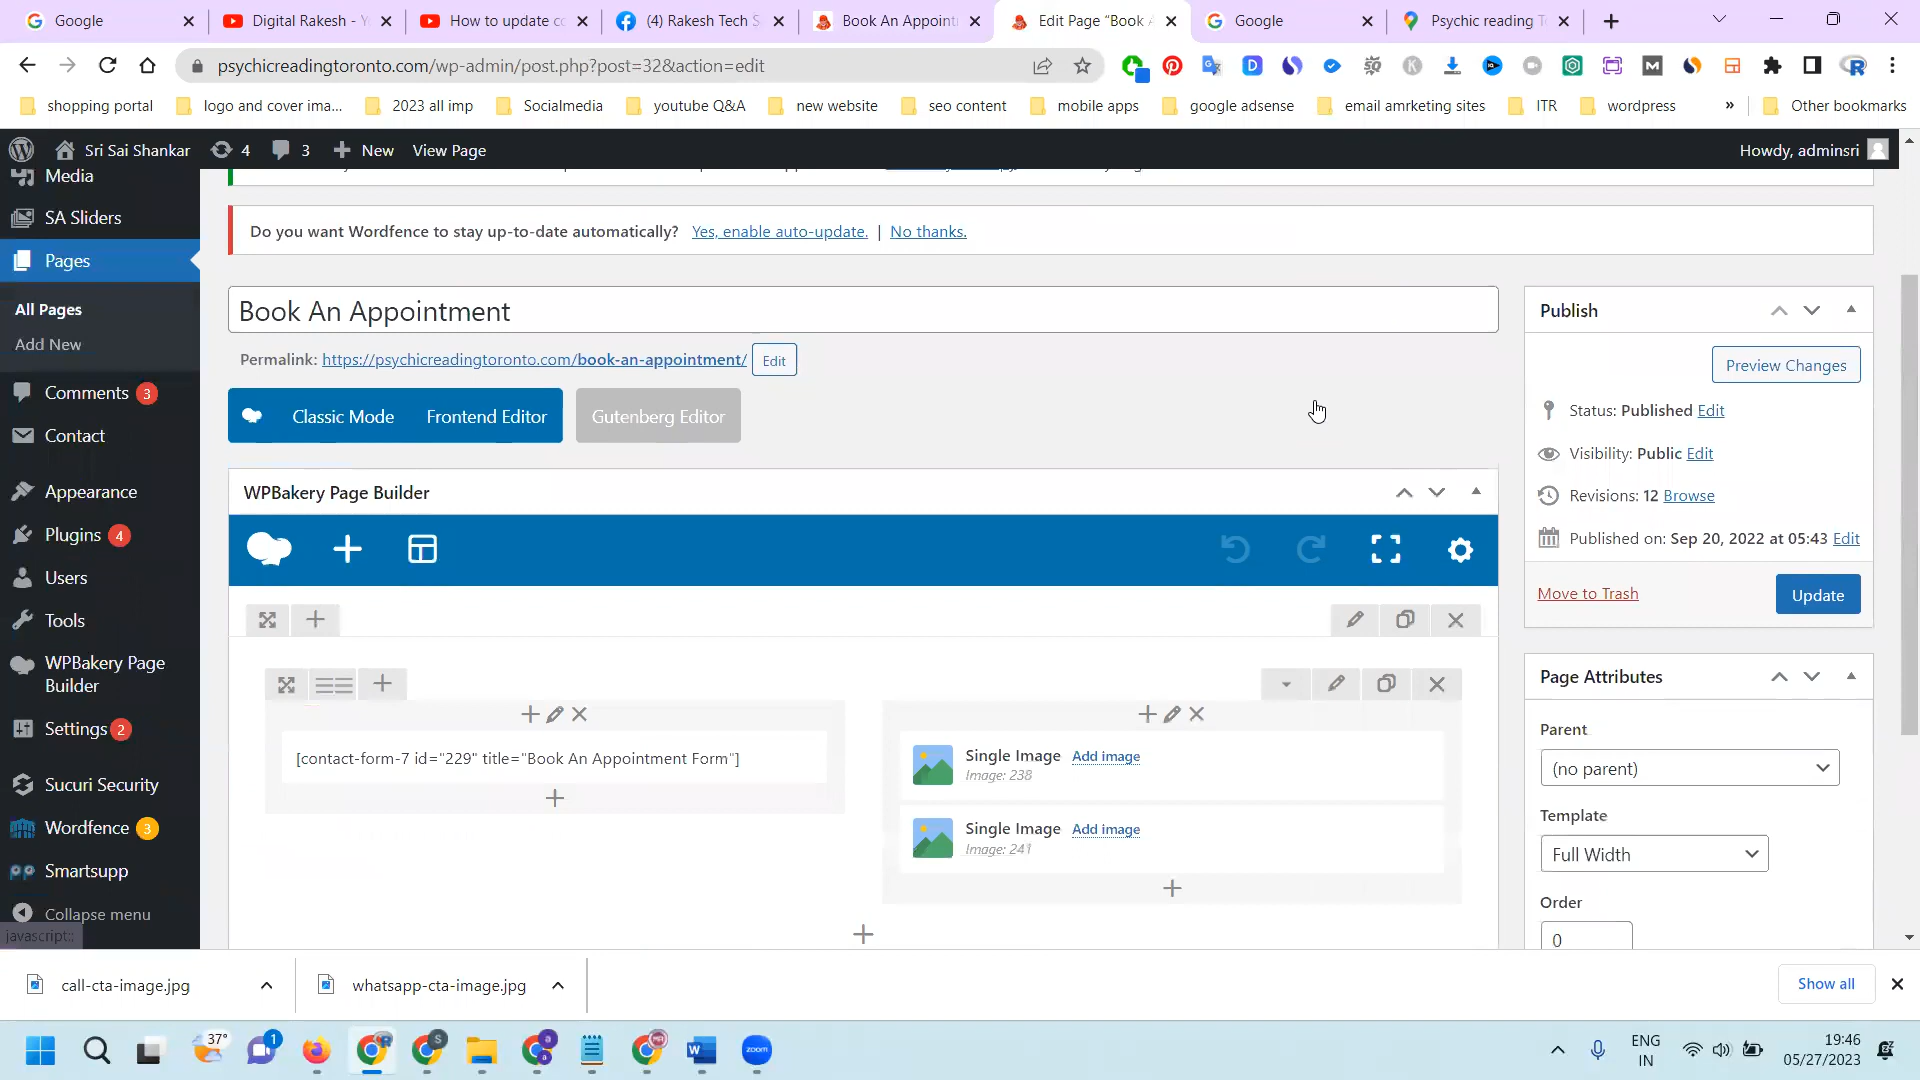 Google
Digital Rakesh - Y
How to update co
(4) Rakesh Tech S
Book An Appoint
Edit Page "Book A
Google
Psychic reading T
psychicreadingtoronto.com/wp-admin/post.php?post=32&action=edit
shopping portal
logo and cover ima...
2023 all imp
Socialmedia
youtube Q&A
new website
seo content
mobile apps
google adsense
email amrketing sites
ITR
wordpress
»
Other bookmarks
Sri Sai Shankar
4
3
New
View Page
Howdy, adminsri
Media
SA Sliders
Pages
All Pages
Add New
Comments 3
Contact
Appearance
Plugins 4
Users
Tools
WPBakery Page
Builder
Settings 2
Sucuri Security
Wordfence 3
Smartsupp
Collapse menu
javascript:;
Do you want Wordfence to stay up-to-date automatically? Yes, enable auto-update. | No thanks.
Book An Appointment
Permalink: https://psychicreadingtoronto.com/book-an-appointment/ Edit
Classic Mode
Frontend Editor
Gutenberg Editor
WPBakery Page Builder
[contact-form-7 id="229" title="Book An Appointment Form"]
Single Image Add image
Image: 238
Single Image Add image
Image: 241
Publish
Preview Changes
Status: Published Edit
Visibility: Public Edit
Revisions: 12 Browse
Published on: Sep 20, 2022 at 05:43 Edit
Move to Trash
Update
Page Attributes
Parent
(no parent)
Template
Full Width
Order
0
call-cta-image.jpg
whatsapp-cta-image.jpg
Show all
37°
1
zoom
ENG
IN
19:46
05/27/2023